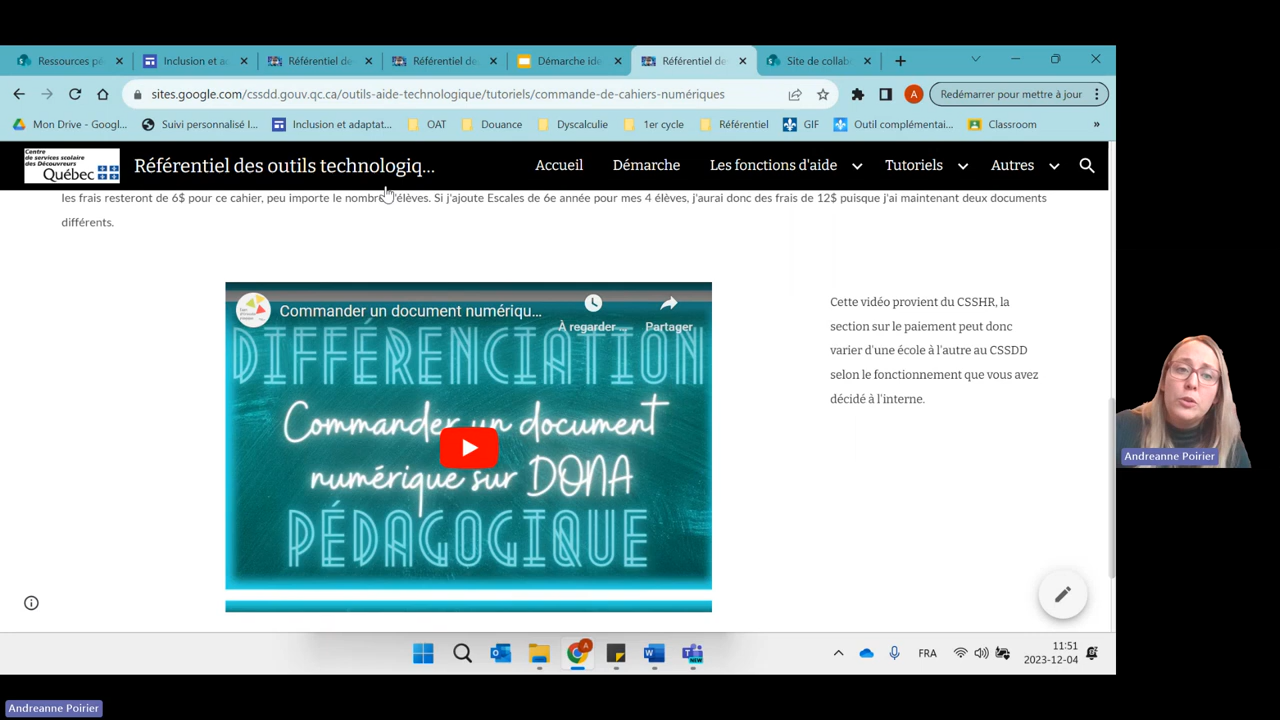 Ressources pé
Inclusion et a
Référentiel de
Référentiel de
Démarche ide
Référentiel de
Site de collab
sites.google.com/cssdd.gouv.qc.ca/outils-aide-technologique/tutoriels/commande-de-cahiers-numériques
A
Redémarrer pour mettre à jour
Mon Drive - Googl...
Suivi personnalisé I...
Inclusion et adaptat...
OAT
Douance
Dyscalculie
1er cycle
Référentiel
GIF
Outil complémentai...
Classroom
»
Centre
de services scolaire
des Découvreurs
Québec
Référentiel des outils technologiq...
Accueil
Démarche
Les fonctions d'aide
Tutoriels
Autres
les frais resteront de 6$ pour ce cahier, peu importe le nombre d'élèves. Si j'ajoute Escales de 6e année pour mes 4 élèves, j'aurai donc des frais de 12$ puisque j'ai maintenant deux documents
différents.
Commander un document numériqu...
À regarder ...
Partager
DIFFÉRENCIATION
Commander un document
numérique sur DONA
PÉDAGOGIQUE
Cette vidéo provient du CSSHR, la
section sur le paiement peut donc
varier d'une école à l'autre au CSSDD
selon le fonctionnement que vous avez
décidé à l'interne.
Andreanne Poirier
A
NEW
FRA
11:51
2023-12-04
Andreanne Poirier